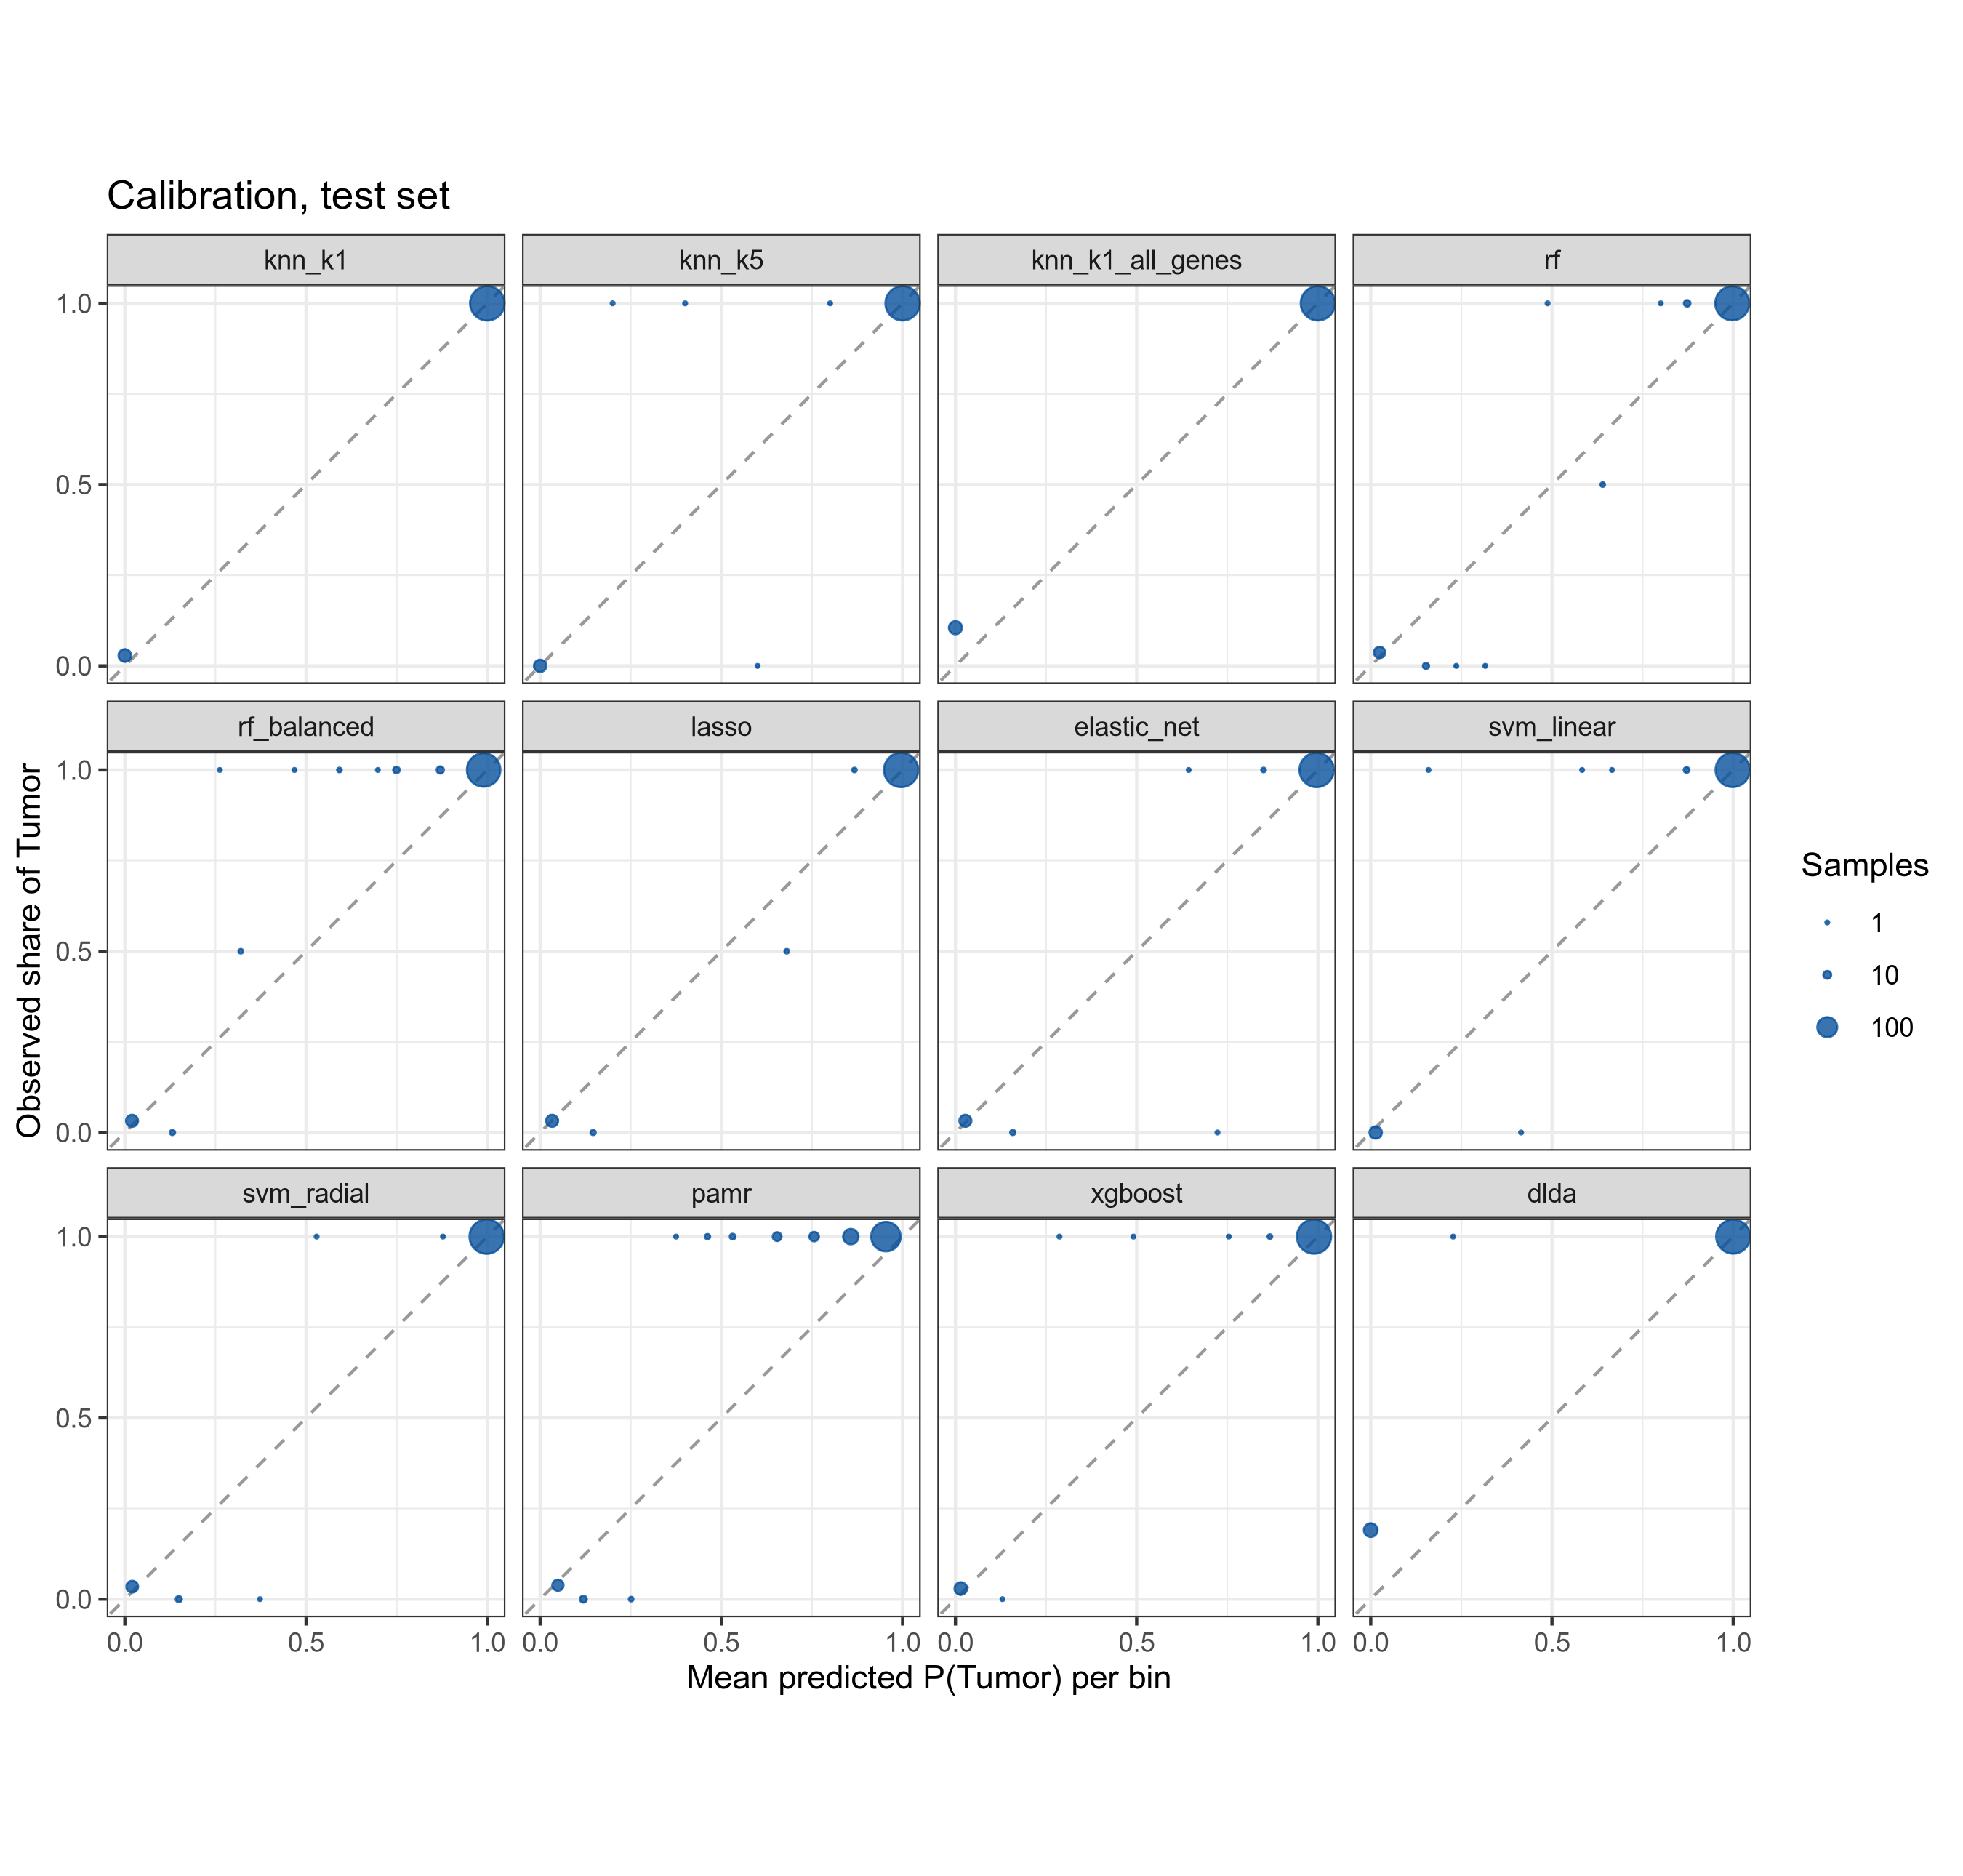 Calibration, test set
knn_k1
knn_k5
knn_k1_all_genes
rf
1.0
0.5
0.0
rf_balanced
lasso
elastic_net
svm_linear
1.0
0.5
0.0
svm_radial
pamr
xgboost
dlda
1.0
0.5
0.0
0.0 0.5 1.0 0.0 0.5 1.0 0.0 0.5 1.0 0.0 0.5 1.0
Mean predicted P(Tumor) per bin
Observed share of Tumor
Samples
1
10
100